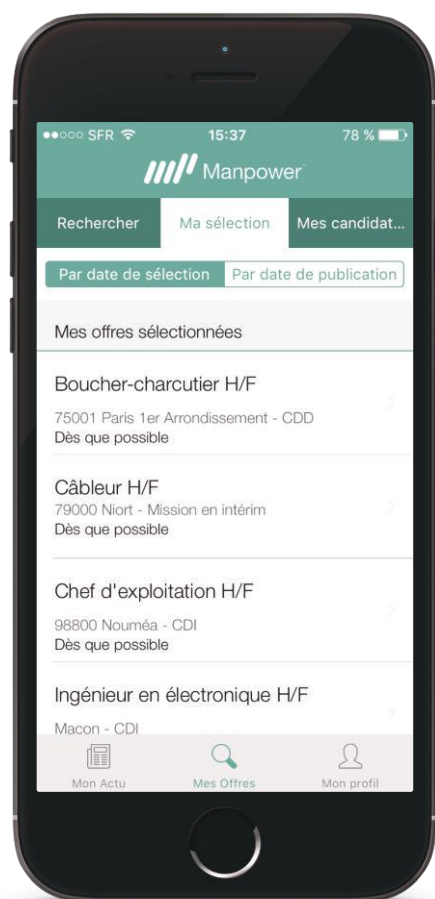 SFR 15:37 78 %
Manpower
Rechercher Ma sélection Mes candidat...
Par date de sélection Par date de publication
Mes offres sélectionnées
Boucher-charcutier H/F
75001 Paris 1er Arrondissement - CDD
Dès que possible
Câbleur H/F
79000 Niort - Mission en intérim
Dès que possible
Chef d'exploitation H/F
98800 Nouméa - CDI
Dès que possible
Ingénieur en électronique H/F
Macon - CDI
Mon Actu Mes Offres Mon profil